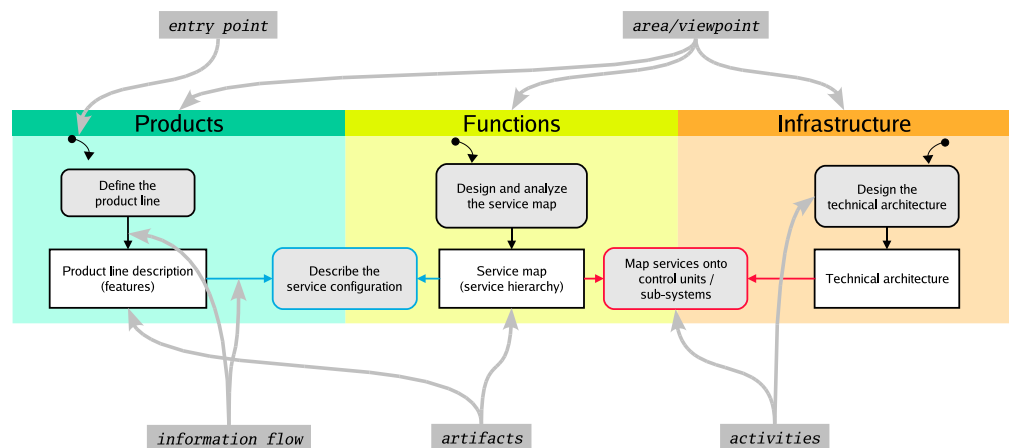 entry point
area/viewpoint
Products
Functions
Infrastructure
Define the
product line
Design and analyze
the service map
Design the
technical architecture
Product line description
(features)
Describe the
service configuration
Service map
(service hierarchy)
Map services onto
control units /
sub-systems
Technical architecture
information flow
artifacts
activities